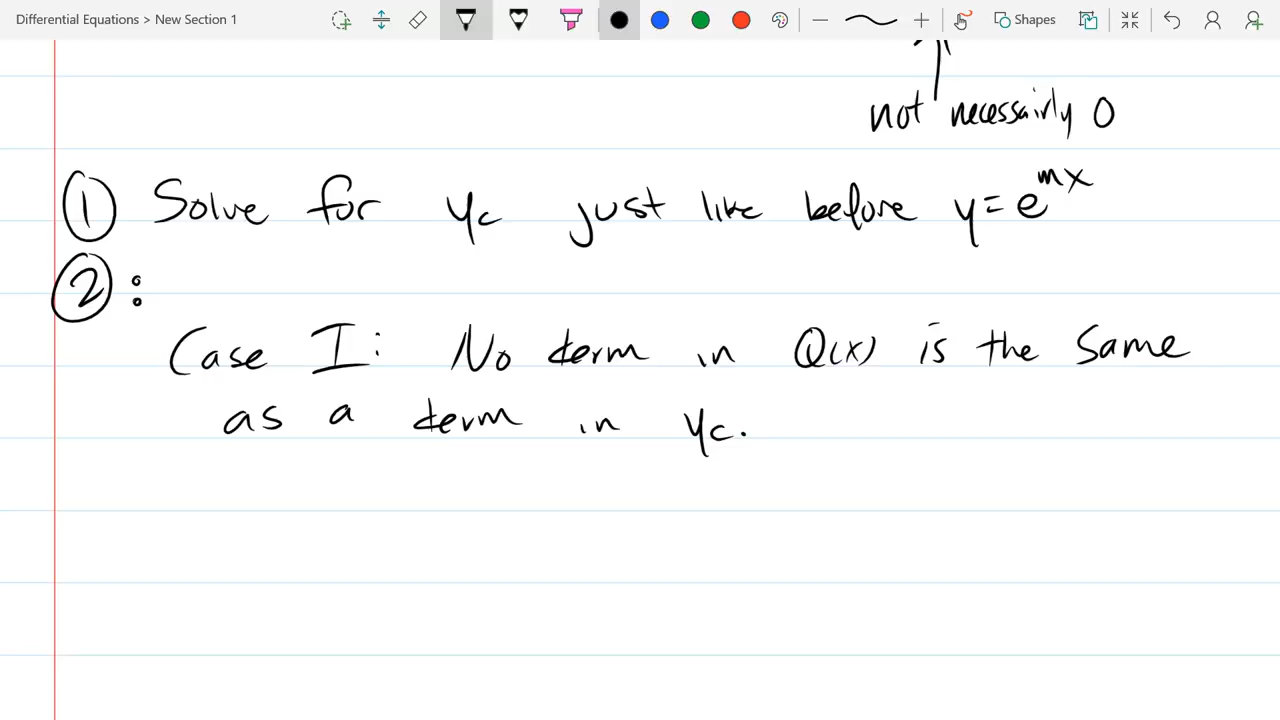 Differential Equations > New Section 1
Shapes
not necessairly 0
① Solve for yc just like before y = e^mx
② :
Case I: No term in Q(x) is the same
as a term in yc.